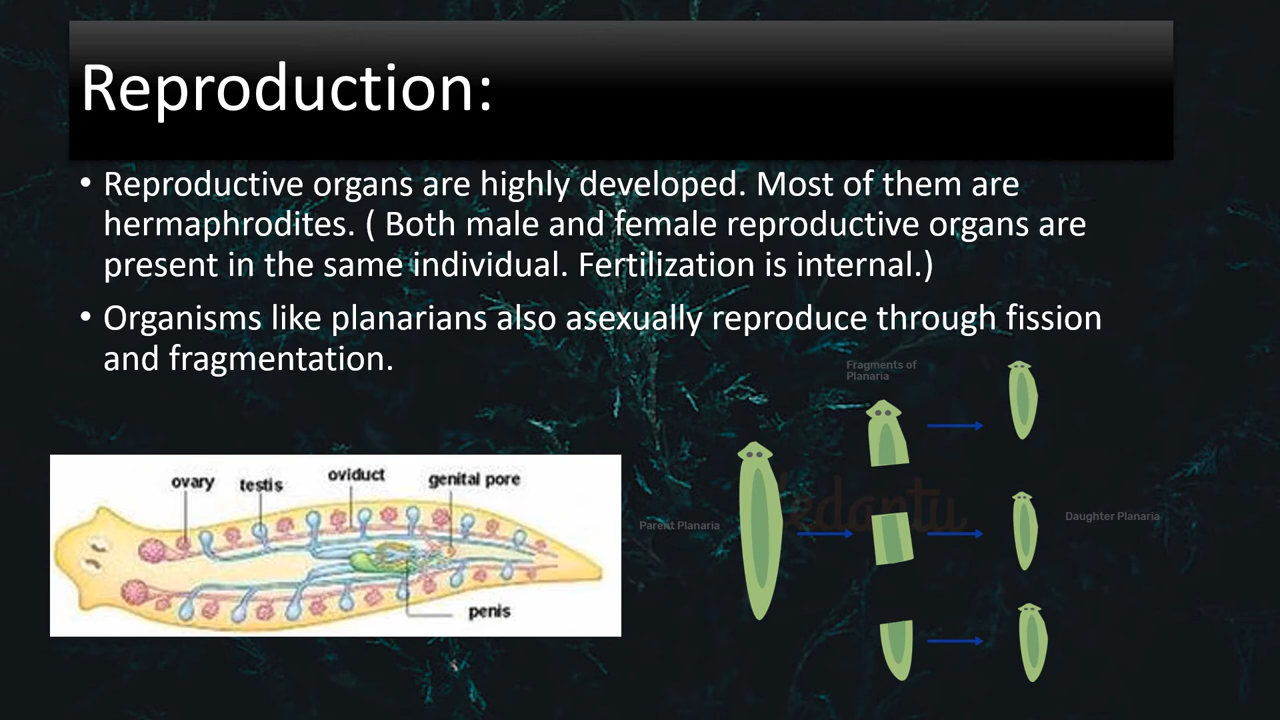 Reproduction:
• Reproductive organs are highly developed. Most of them are
hermaphrodites. ( Both male and female reproductive organs are
present in the same individual. Fertilization is internal.)
• Organisms like planarians also asexually reproduce through fission
and fragmentation.
Fragments of
Planaria
ovary
testis
oviduct
genital pore
penis
Parent Planaria
Daughter Planaria